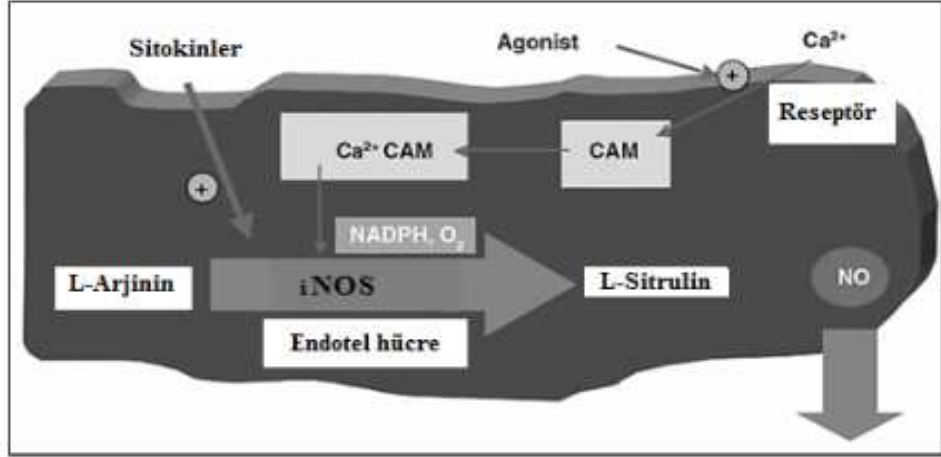 Sitokinler
Agonist
Ca²⁺
+
Reseptör
Ca²⁺ CAM
CAM
+
NADPH, O₂
L-Arjinin
iNOS
L-Sitrulin
NO
Endotel hücre